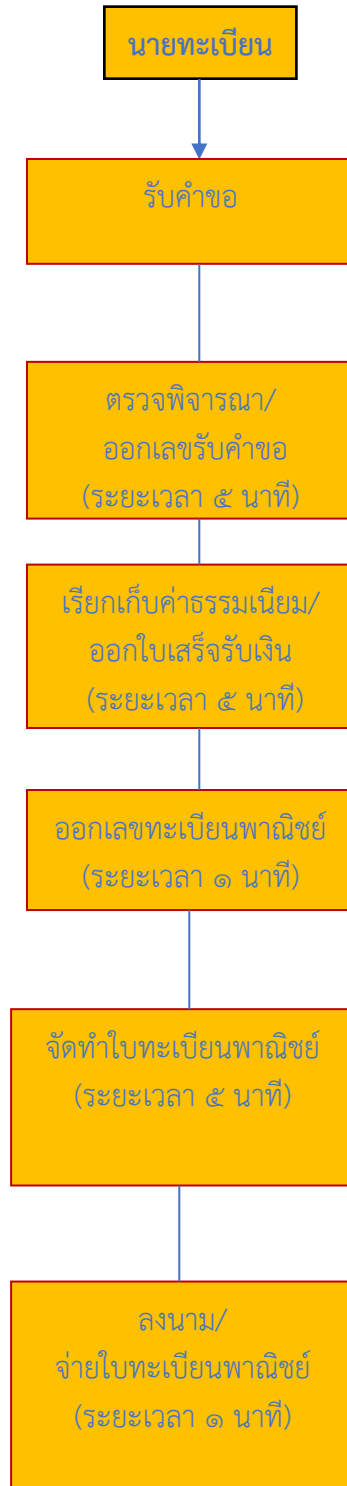 นายทะเบียน
รับคำขอ
ตรวจพิจารณา/
ออกเลขรับคำขอ
(ระยะเวลา ๕ นาที)
เรียกเก็บค่าธรรมเนียม/
ออกใบเสร็จรับเงิน
(ระยะเวลา ๕ นาที)
ออกเลขทะเบียนพาณิชย์
(ระยะเวลา ๑ นาที)
จัดทำใบทะเบียนพาณิชย์
(ระยะเวลา ๕ นาที)
ลงนาม/
จ่ายใบทะเบียนพาณิชย์
(ระยะเวลา ๑ นาที)